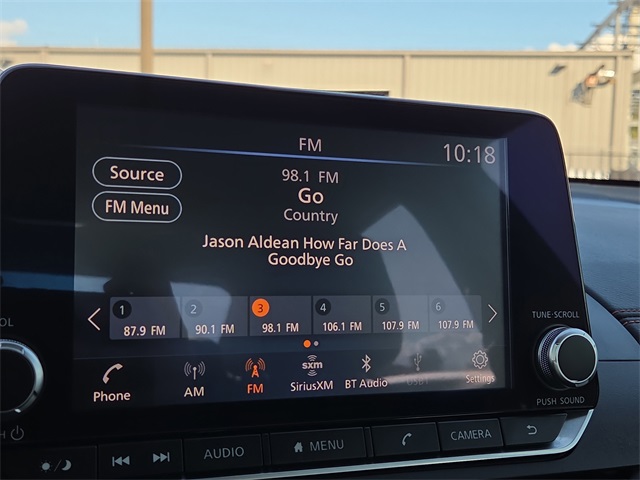 FM
10:18
Source
98.1 FM
Go
FM Menu
Country
Jason Aldean How Far Does A
Goodbye Go
1 2 3 4 5 6
87.9 FM 90.1 FM 98.1 FM 106.1 FM 107.9 FM 107.9 FM
TUNE·SCROLL
PUSH SOUND
Phone AM FM SiriusXM BT Audio USB1 Settings
sxm
AUDIO MENU CAMERA